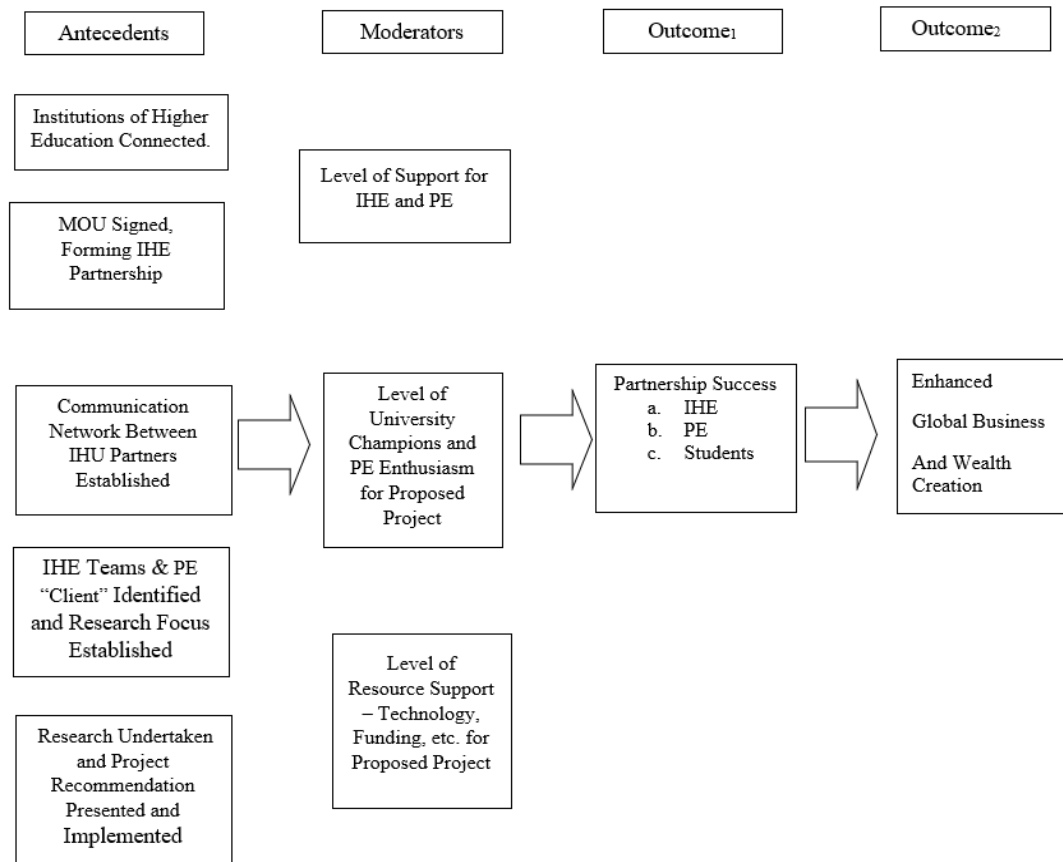 Antecedents
Moderators
Outcome₁
Outcome₂
Institutions of Higher
Education Connected.
MOU Signed,
Forming IHE
Partnership
Communication
Network Between
IHU Partners
Established
IHE Teams & PE
“Client” Identified
and Research Focus
Established
Research Undertaken
and Project
Recommendation
Presented and
Implemented
Level of Support for
IHE and PE
Level of
University
Champions and
PE Enthusiasm
for Proposed
Project
Level of
Resource Support
– Technology,
Funding, etc. for
Proposed Project
Partnership Success
a. IHE
b. PE
c. Students
Enhanced
Global Business
And Wealth
Creation